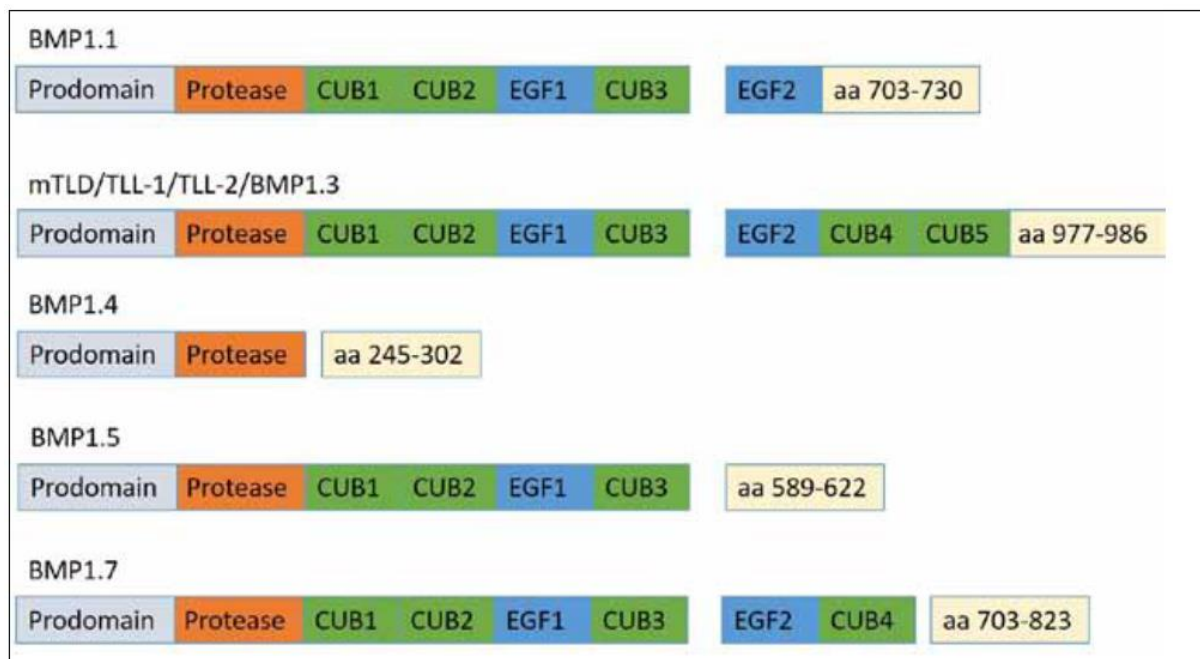 BMP1.1
Prodomain Protease CUB1 CUB2 EGF1 CUB3 EGF2 aa 703-730
mTLD/TLL-1/TLL-2/BMP1.3
Prodomain Protease CUB1 CUB2 EGF1 CUB3 EGF2 CUB4 CUB5 aa 977-986
BMP1.4
Prodomain Protease aa 245-302
BMP1.5
Prodomain Protease CUB1 CUB2 EGF1 CUB3 aa 589-622
BMP1.7
Prodomain Protease CUB1 CUB2 EGF1 CUB3 EGF2 CUB4 aa 703-823